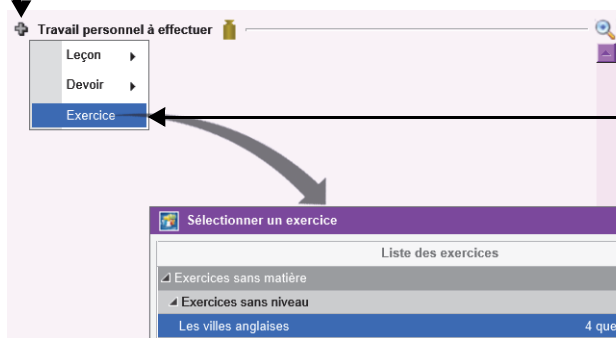 Travail personnel à effectuer
Leçon
Devoir
Exercice
Sélectionner un exercice
Liste des exercices
Exercices sans matière
Exercices sans niveau
Les villes anglaises 4 que